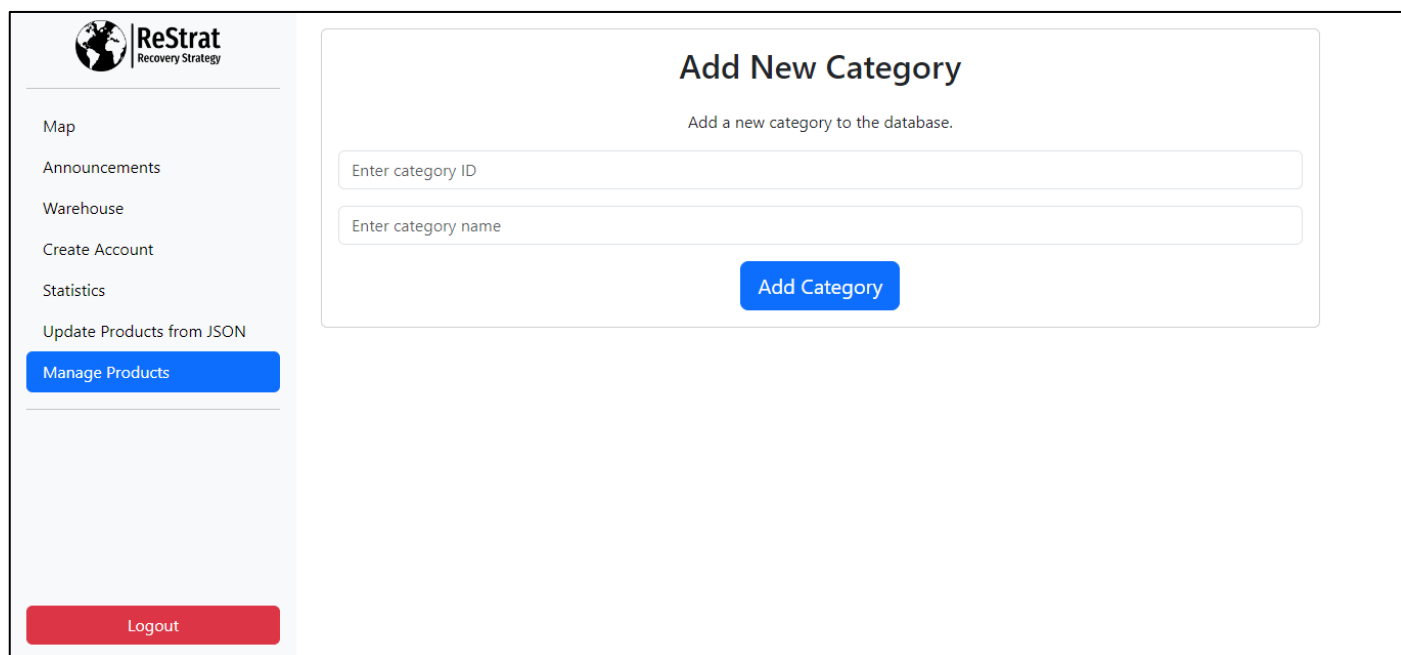 ReStrat
Recovery Strategy
Map
Announcements
Warehouse
Create Account
Statistics
Update Products from JSON
Manage Products
Logout
Add New Category
Add a new category to the database.
Enter category ID
Enter category name
Add Category